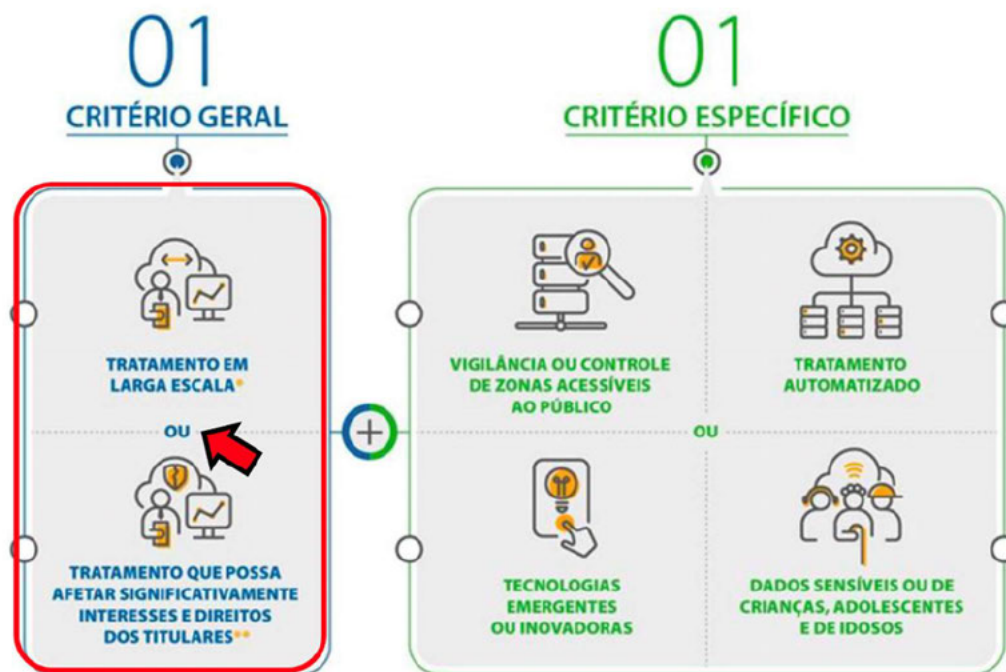 01
CRITÉRIO GERAL
TRATAMENTO EM
LARGA ESCALA*
OU
TRATAMENTO QUE POSSA
AFETAR SIGNIFICATIVAMENTE
INTERESSES E DIREITOS
DOS TITULARES**
+
01
CRITÉRIO ESPECÍFICO
VIGILÂNCIA OU CONTROLE
DE ZONAS ACESSÍVEIS
AO PÚBLICO
TRATAMENTO
AUTOMATIZADO
OU
TECNOLOGIAS
EMERGENTES
OU INOVADORAS
DADOS SENSÍVEIS OU DE
CRIANÇAS, ADOLESCENTES
E DE IDOSOS